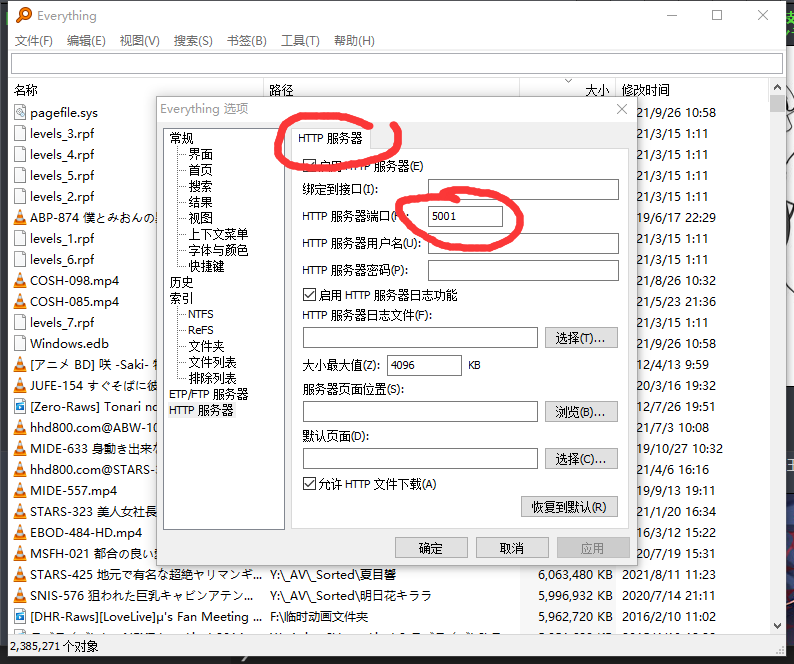 Everything
文件(F) 编辑(E) 视图(V) 搜索(S) 书签(B) 工具(T) 帮助(H)
名称 路径 大小 修改时间
pagefile.sys 21/9/26 10:58
levels_3.rpf 21/3/15 1:11
levels_4.rpf 21/3/15 1:11
levels_5.rpf 21/3/15 1:11
levels_2.rpf 21/3/15 1:11
ABP-874 僕とみおんの 19/6/17 22:29
levels_1.rpf 21/3/15 1:11
levels_6.rpf 21/3/15 1:11
COSH-098.mp4 21/8/26 10:32
COSH-085.mp4 21/5/23 21:36
levels_7.rpf 21/3/15 1:11
Windows.edb 21/9/26 11:59
[アニメ BD] 咲 -Saki- 12/4/13 9:59
JUFE-154 すぐそばに彼 20/3/16 19:32
[Zero-Raws] Tonari no 12/7/26 19:51
hhd800.com@ABW-10 21/7/3 10:08
MIDE-633 身動き出来な 19/10/27 10:32
hhd800.com@STARS- 21/4/6 16:16
MIDE-557.mp4 19/9/13 19:11
STARS-323 美人女社長 21/1/20 16:34
EBOD-484-HD.mp4 16/3/12 15:22
MSFH-021 都合の良い 20/7/19 15:31
STARS-425 地元で有名な超絶ヤリマンギ... Y:\_AV\_Sorted\夏目響 6,063,480 KB 2021/8/11 11:23
SNIS-576 狙われた巨乳キャビンアテン... Y:\_AV\_Sorted\明日花キララ 5,996,932 KB 2020/7/14 21:11
[DHR-Raws][LoveLive]μ's Fan Meeting ... F:\临时动画文件夹 5,962,720 KB 2016/2/10 11:02
2,385,271 个对象
Everything 选项
常规
界面
首页
搜索
结果
视图
上下文菜单
字体与颜色
快捷键
历史
索引
NTFS
ReFS
文件夹
文件列表
排除列表
ETP/FTP 服务器
HTTP 服务器
HTTP 服务器
启用 HTTP 服务器(E)
绑定到接口(I):
HTTP 服务器端口(P): 5001
HTTP 服务器用户名(U):
HTTP 服务器密码(P):
启用 HTTP 服务器日志功能
HTTP 服务器日志文件(F):
选择(T)...
大小最大值(Z): 4096 KB
服务器页面位置(S):
浏览(B)...
默认页面(D):
选择(C)...
允许 HTTP 文件下载(A)
恢复到默认(R)
确定 取消 应用